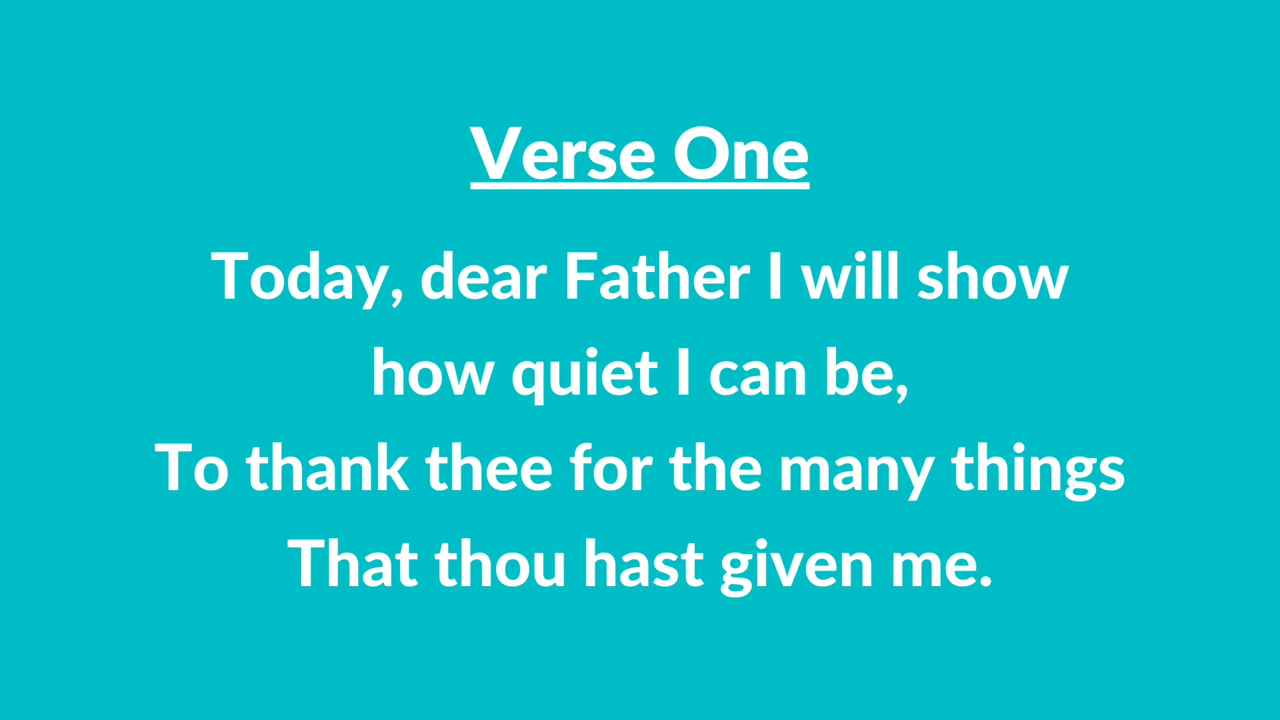 Verse One
Today, dear Father I will show
how quiet I can be,
To thank thee for the many things
That thou hast given me.